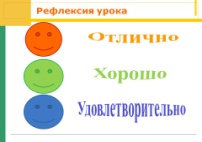 Рефлексия урока
Отлично
Хорошо
Удовлетворительно